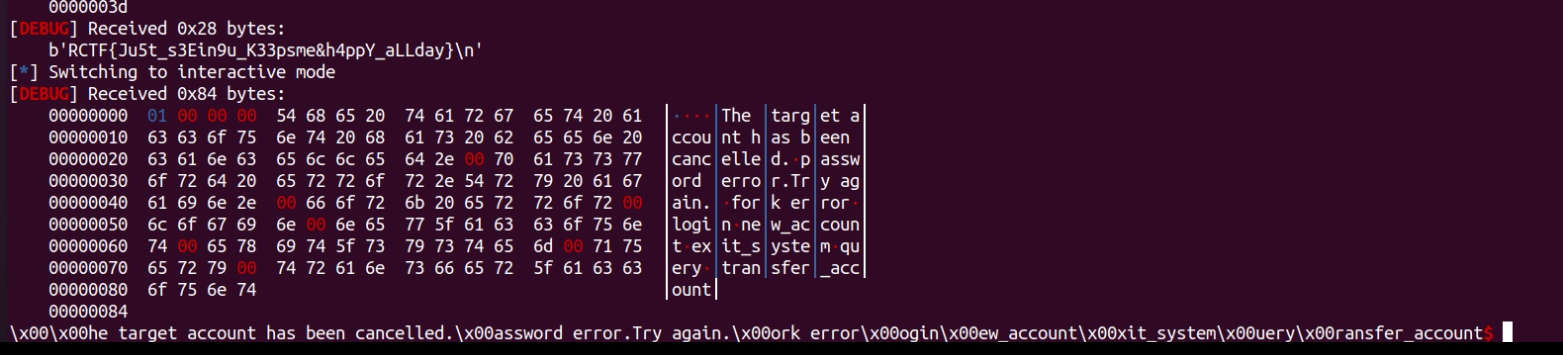 0000003d
[DEBUG] Received 0x28 bytes:
b'RCTF{Ju5t_s3Ein9u_K33psme&h4ppY_aLLday}\n'
[*] Switching to interactive mode
[DEBUG] Received 0x84 bytes:
00000000 01 00 00 00 54 68 65 20 74 61 72 67 65 74 20 61 │····│The │targ│et a│
00000010 63 63 6f 75 6e 74 20 68 61 73 20 62 65 65 6e 20 │ccou│nt h│as b│een │
00000020 63 61 6e 63 65 6c 6c 65 64 2e 00 70 61 73 73 77 │canc│elle│d.·p│assw│
00000030 6f 72 64 20 65 72 72 6f 72 2e 54 72 79 20 61 67 │ord │erro│r.Tr│y ag│
00000040 61 69 6e 2e 00 66 6f 72 6b 20 65 72 72 6f 72 00 │ain.│·for│k er│ror·│
00000050 6c 6f 67 69 6e 00 6e 65 77 5f 61 63 63 6f 75 6e │logi│n·ne│w_ac│coun│
00000060 74 00 65 78 69 74 5f 73 79 73 74 65 6d 00 71 75 │t·ex│it_s│yste│m·qu│
00000070 65 72 79 00 74 72 61 6e 73 66 65 72 5f 61 63 63 │ery·│tran│sfer│_acc│
00000080 6f 75 6e 74 │ount│
00000084
\x00\x00he target account has been cancelled.\x00assword error.Try again.\x00ork error\x00ogin\x00ew_account\x00xit_system\x00uery\x00ransfer_account$